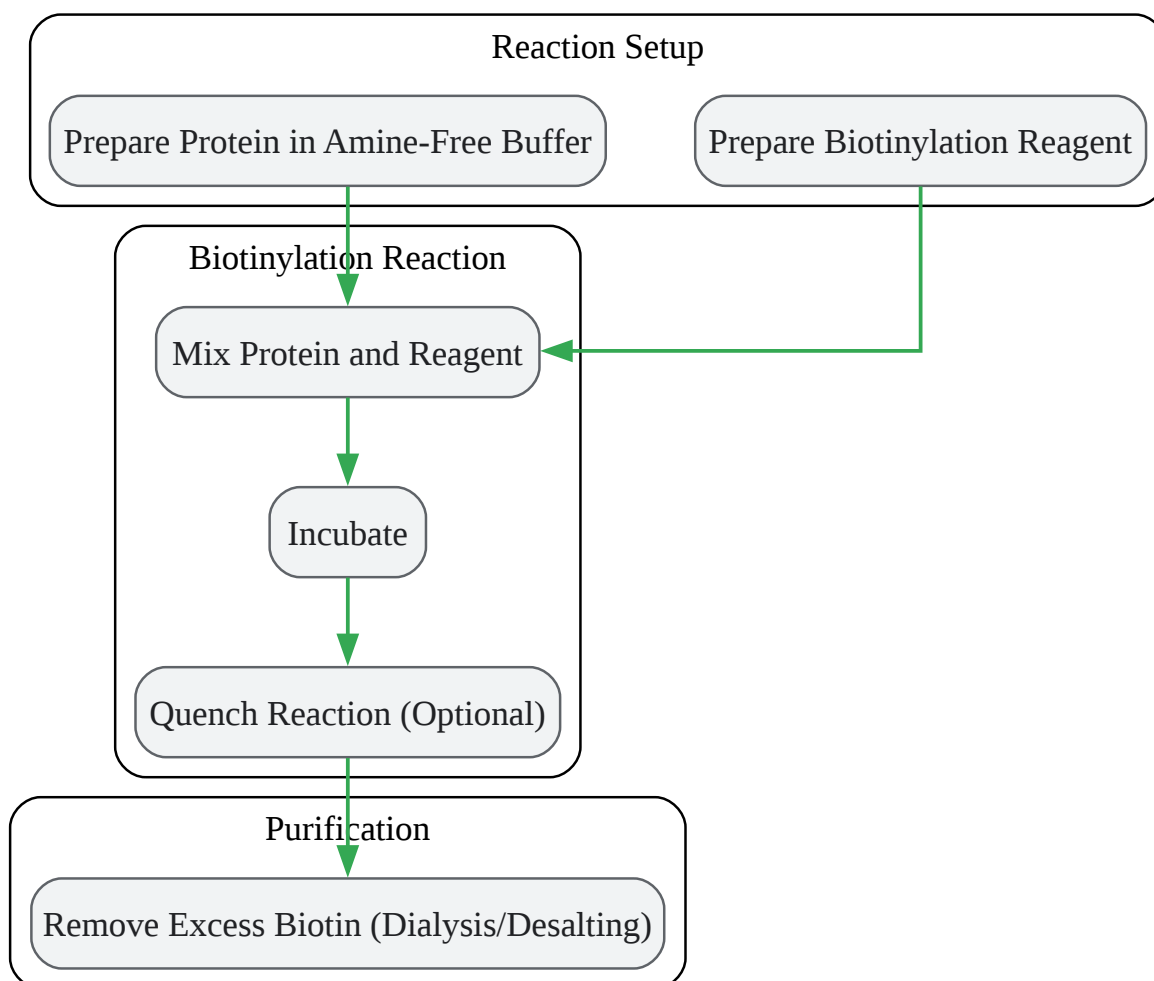 Reaction Setup
Prepare Protein in Amine-Free Buffer
Prepare Biotinylation Reagent
Biotinylation Reaction
Mix Protein and Reagent
Incubate
Quench Reaction (Optional)
Purification
Remove Excess Biotin (Dialysis/Desalting)